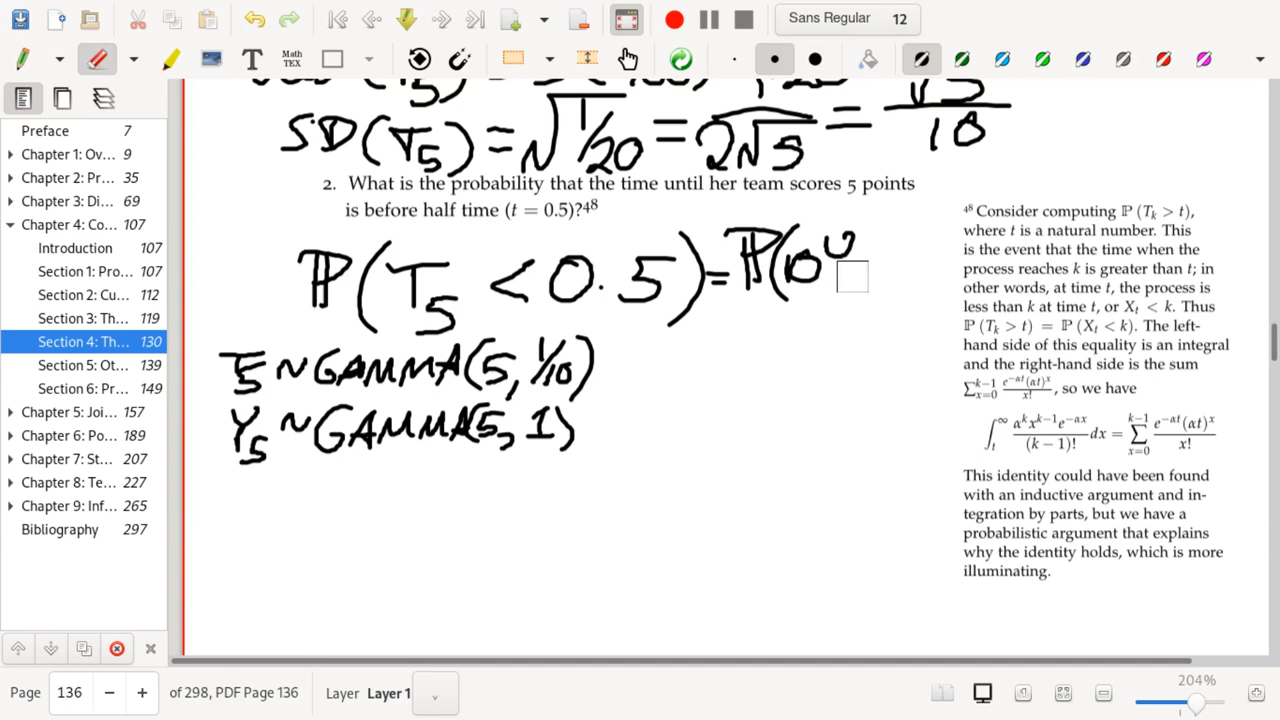 Sans Regular 12
T Math TEX
Preface 7
Chapter 1: Ov... 9
Chapter 2: Pr... 35
Chapter 3: Di... 69
Chapter 4: Co... 107
Introduction 107
Section 1: Pro... 107
Section 2: Cu... 112
Section 3: Th... 119
Section 4: Th... 130
Section 5: Ot... 139
Section 6: Pr... 149
Chapter 5: Joi... 157
Chapter 6: Po... 189
Chapter 7: St... 207
Chapter 8: Te... 227
Chapter 9: Inf... 265
Bibliography 297
SD(T₅) = √1/20 = 1/2√5 = √5/10
2. What is the probability that the time until her team scores 5 points
is before half time (t = 0.5)?⁴⁸
ℙ(T₅ < 0.5) = ℙ(10
T₅ ~ GAMMA(5, 1/10)
Y₅ ~ GAMMA(5, 1)
⁴⁸ Consider computing ℙ (Tₖ > t),
where t is a natural number. This
is the event that the time when the
process reaches k is greater than t; in
other words, at time t, the process is
less than k at time t, or Xₜ < k. Thus
ℙ (Tₖ > t) = ℙ (Xₜ < k). The left-
hand side of this equality is an integral
and the right-hand side is the sum
∑ₓ₌₀ᵏ⁻¹ e^{−αt}(αt)ˣ/x!, so we have
∫ₜ^∞ αᵏxᵏ⁻¹e^{−αx}/(k − 1)! dx = ∑ₓ₌₀ᵏ⁻¹ e^{−αt}(αt)ˣ/x!
This identity could have been found
with an inductive argument and in-
tegration by parts, but we have a
probabilistic argument that explains
why the identity holds, which is more
illuminating.
Page 136 of 298, PDF Page 136 Layer Layer 1 204%